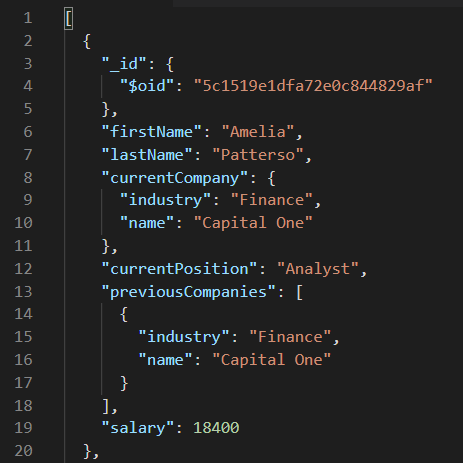 1 [
2 {
3 "_id": {
4 "$oid": "5c1519e1dfa72e0c844829af"
5 },
6 "firstName": "Amelia",
7 "lastName": "Patterso",
8 "currentCompany": {
9 "industry": "Finance",
10 "name": "Capital One"
11 },
12 "currentPosition": "Analyst",
13 "previousCompanies": [
14 {
15 "industry": "Finance",
16 "name": "Capital One"
17 }
18 ],
19 "salary": 18400
20 },